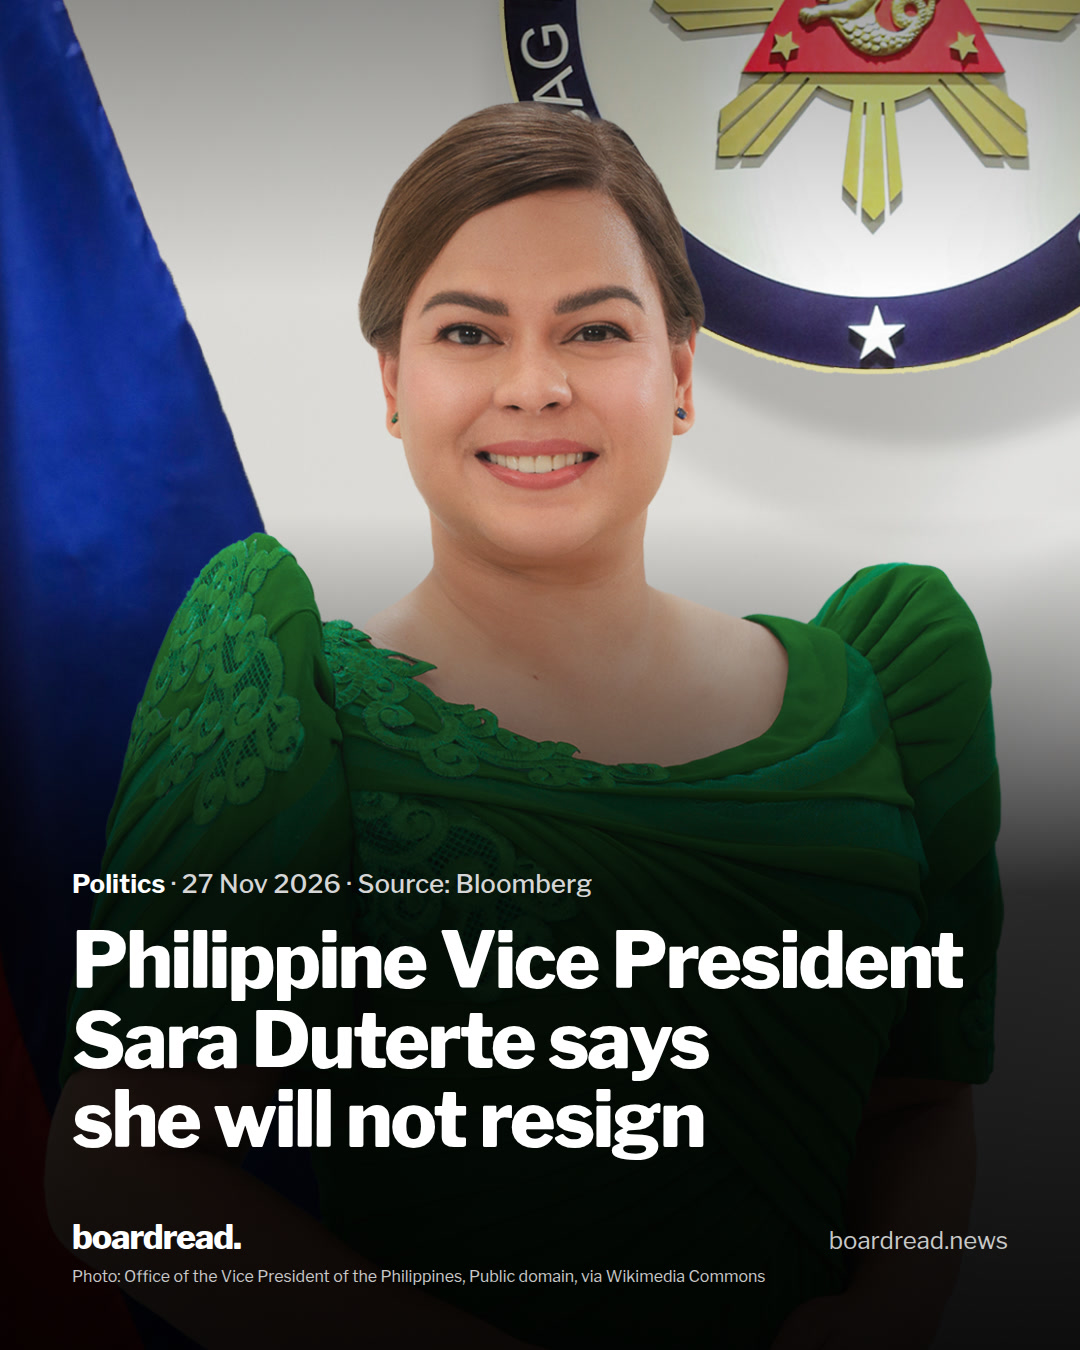 AG
Politics · 27 Nov 2026 · Source: Bloomberg
Philippine Vice President
Sara Duterte says
she will not resign
boardread.
boardread.news
Photo: Office of the Vice President of the Philippines, Public domain, via Wikimedia Commons